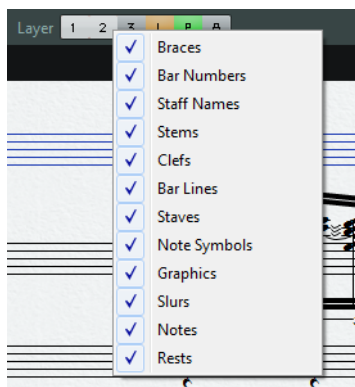 Layer 1 2 3 L P A
Braces
Bar Numbers
Staff Names
Stems
Clefs
Bar Lines
Staves
Note Symbols
Graphics
Slurs
Notes
Rests